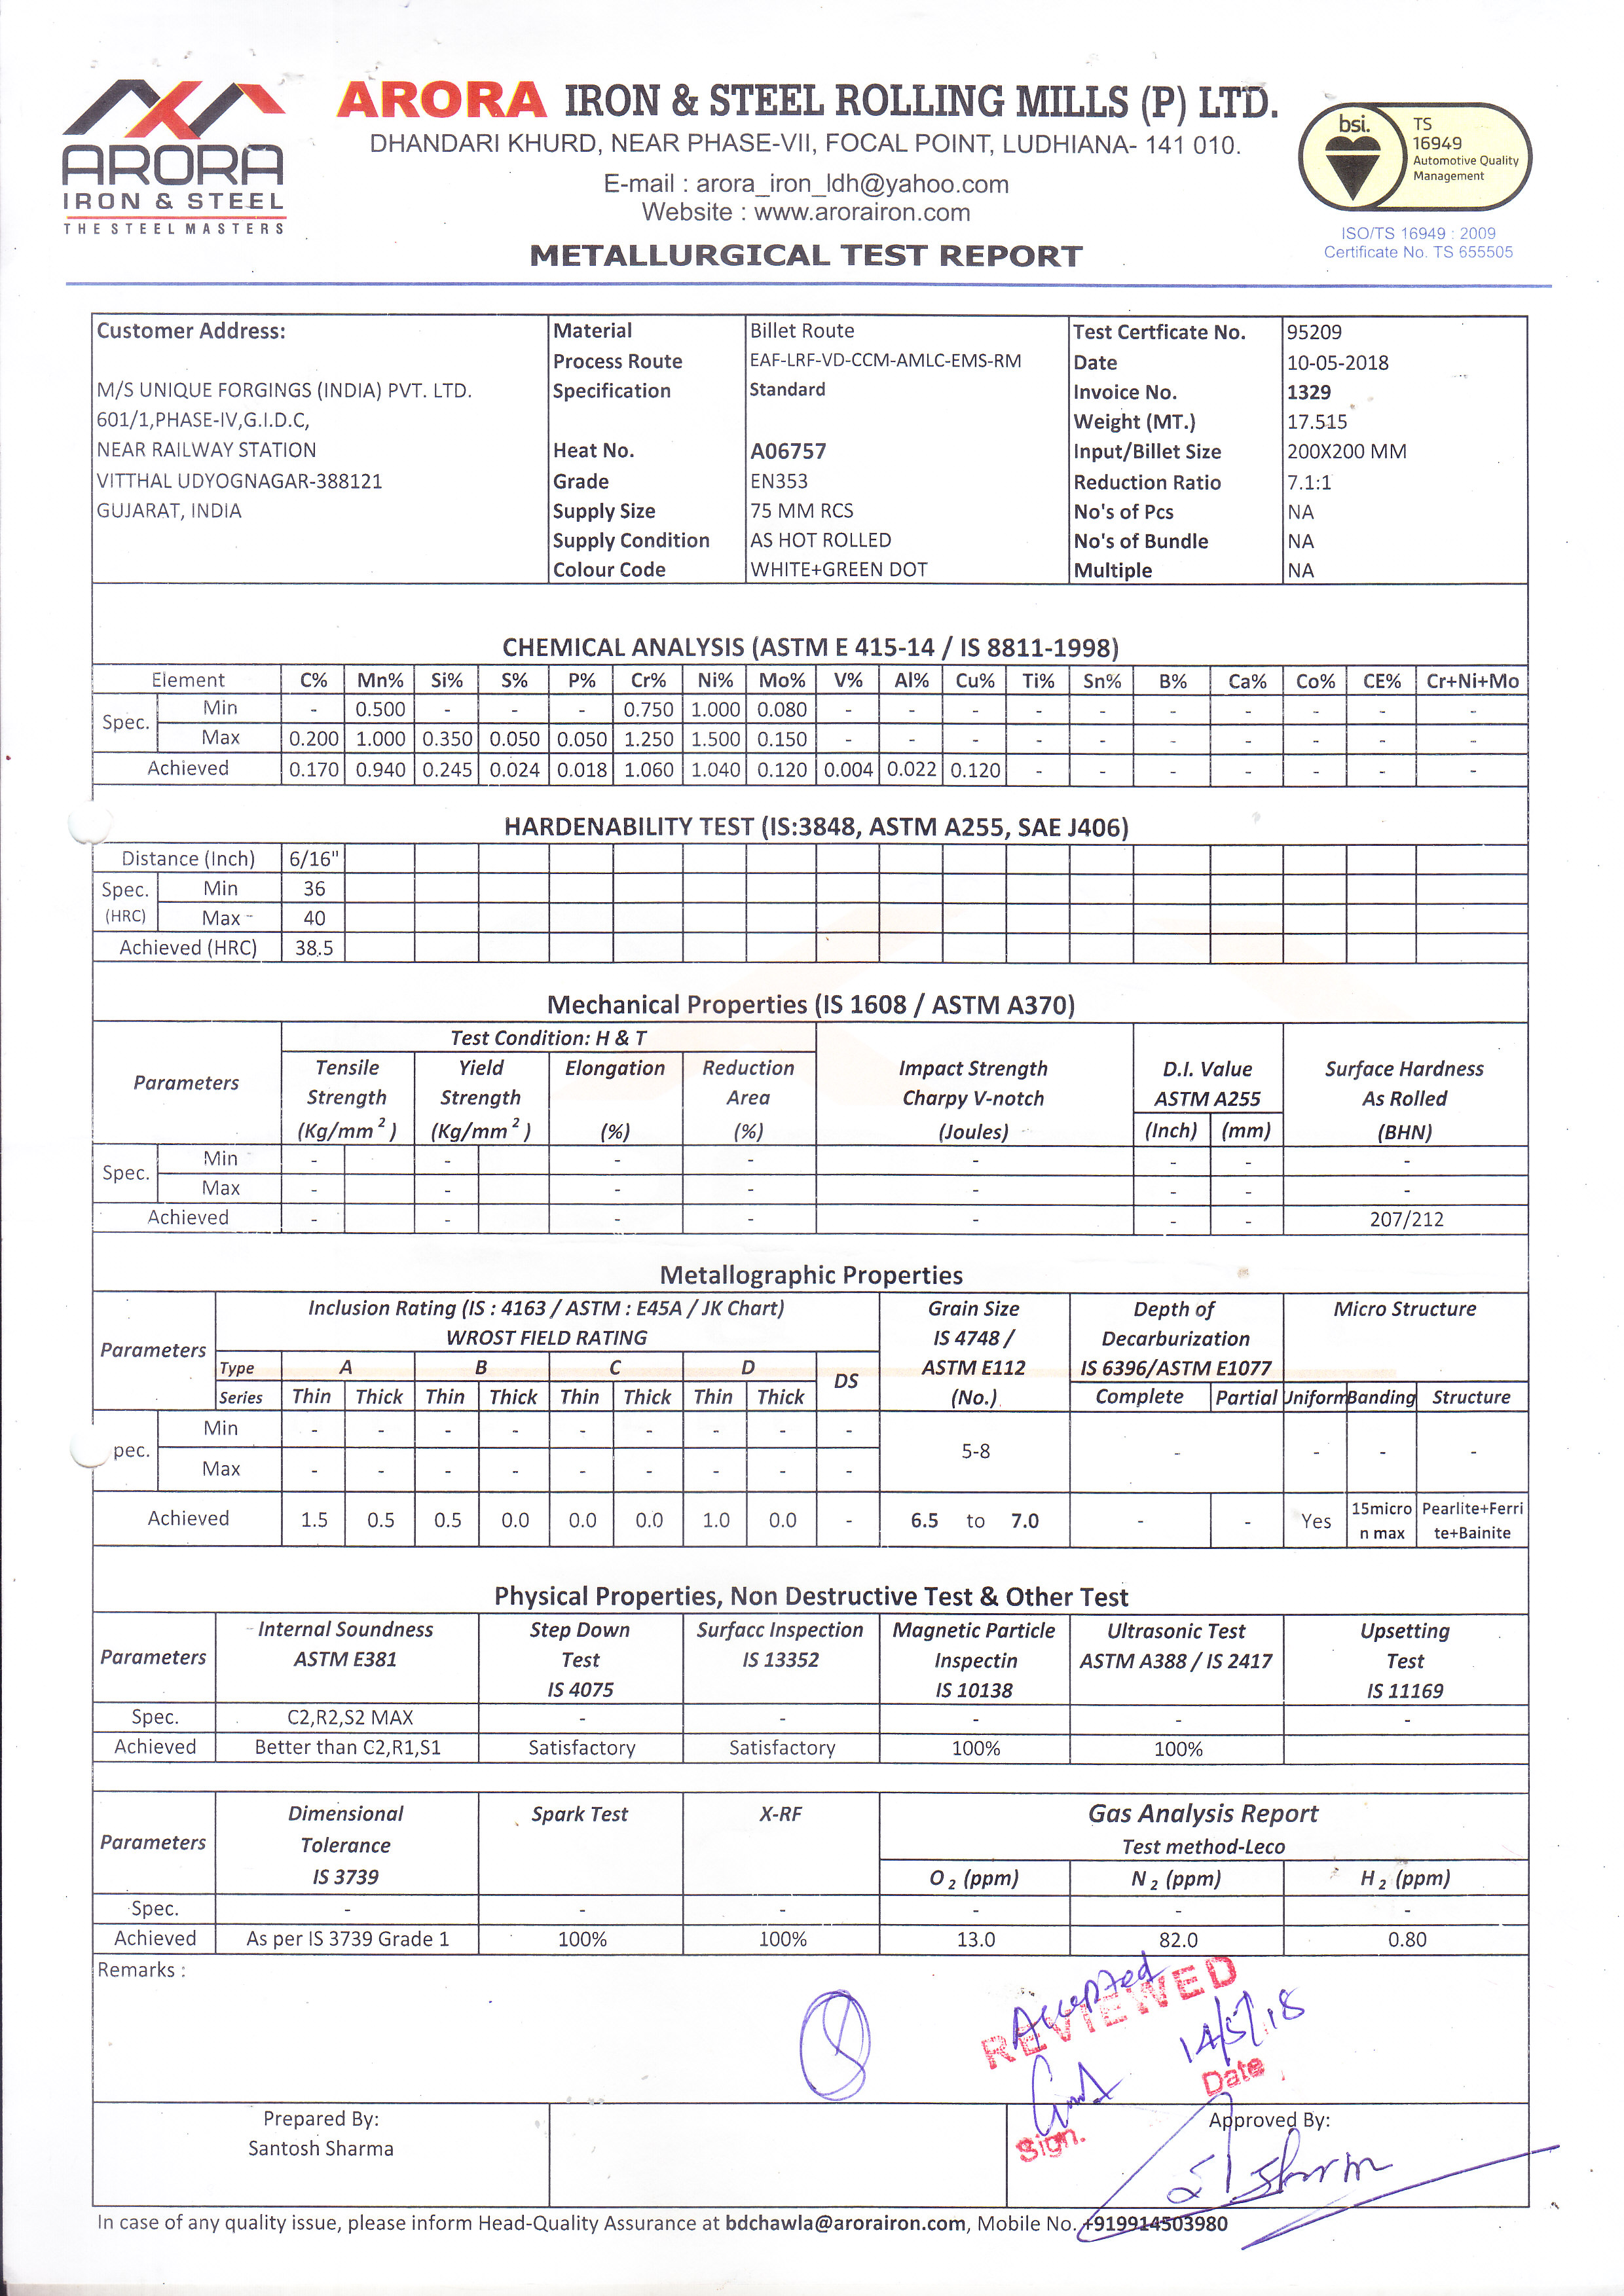 ARORA
IRON & STEEL
THE STEEL MASTERS
ARORA IRON & STEEL ROLLING MILLS (P) LTD.
DHANDARI KHURD, NEAR PHASE-VII, FOCAL POINT, LUDHIANA- 141 010.
E-mail : arora_iron_ldh@yahoo.com
Website : www.arorairon.com
METALLURGICAL TEST REPORT
bsi.
TS
16949
Automotive Quality
Management
ISO/TS 16949 : 2009
Certificate No. TS 655505
Customer Address:
M/S UNIQUE FORGINGS (INDIA) PVT. LTD.
601/1,PHASE-IV,G.I.D.C,
NEAR RAILWAY STATION
VITTHAL UDYOGNAGAR-388121
GUJARAT, INDIA
Material Billet Route
Process Route EAF-LRF-VD-CCM-AMLC-EMS-RM
Specification Standard
Heat No. A06757
Grade EN353
Supply Size 75 MM RCS
Supply Condition AS HOT ROLLED
Colour Code WHITE+GREEN DOT
Test Certficate No. 95209
Date 10-05-2018
Invoice No. 1329
Weight (MT.) 17.515
Input/Billet Size 200X200 MM
Reduction Ratio 7.1:1
No's of Pcs NA
No's of Bundle NA
Multiple NA
CHEMICAL ANALYSIS (ASTM E 415-14 / IS 8811-1998)
Element C% Mn% Si% S% P% Cr% Ni% Mo% V% Al% Cu% Ti% Sn% B% Ca% Co% CE% Cr+Ni+Mo
Spec. Min - 0.500 - - - 0.750 1.000 0.080 - - - - - - - - - -
Max 0.200 1.000 0.350 0.050 0.050 1.250 1.500 0.150 - - - - - - - - - -
Achieved 0.170 0.940 0.245 0.024 0.018 1.060 1.040 0.120 0.004 0.022 0.120 - - - - - - -
HARDENABILITY TEST (IS:3848, ASTM A255, SAE J406)
Distance (Inch) 6/16"
Spec. (HRC) Min 36
Max 40
Achieved (HRC) 38.5
Mechanical Properties (IS 1608 / ASTM A370)
Parameters
Test Condition: H & T
Tensile Strength (Kg/mm 2 )
Yield Strength (Kg/mm 2 )
Elongation (%)
Reduction Area (%)
Impact Strength Charpy V-notch (Joules)
D.I. Value ASTM A255
(Inch) (mm)
Surface Hardness As Rolled (BHN)
Spec. Min - - - - - - - -
Max - - - - - - - -
Achieved - - - - - - - 207/212
Metallographic Properties
Parameters
Inclusion Rating (IS : 4163 / ASTM : E45A / JK Chart)
WROST FIELD RATING
Type A B C D DS
Series Thin Thick Thin Thick Thin Thick Thin Thick
Grain Size
IS 4748 /
ASTM E112
(No.)
Depth of
Decarburization
IS 6396/ASTM E1077
Complete Partial
Micro Structure
Uniform Banding Structure
pec. Min - - - - - - - - -
Max - - - - - - - - -
5-8 - - - -
Achieved 1.5 0.5 0.5 0.0 0.0 0.0 1.0 0.0 - 6.5 to 7.0 - - Yes 15micro n max Pearlite+Ferri te+Bainite
Physical Properties, Non Destructive Test & Other Test
Parameters
Internal Soundness ASTM E381
Step Down Test IS 4075
Surfacc Inspection IS 13352
Magnetic Particle Inspectin IS 10138
Ultrasonic Test ASTM A388 / IS 2417
Upsetting Test IS 11169
Spec. C2,R2,S2 MAX - - - - -
Achieved Better than C2,R1,S1 Satisfactory Satisfactory 100% 100%
Parameters
Dimensional Tolerance IS 3739
Spark Test
X-RF
Gas Analysis Report
Test method-Leco
O 2 (ppm) N 2 (ppm) H 2 (ppm)
Spec. - - - - - -
Achieved As per IS 3739 Grade 1 100% 100% 13.0 82.0 0.80
Remarks :
Accepted
REVIEWED
14/5/18
Date
Sign.
Prepared By:
Santosh Sharma
Approved By:
In case of any quality issue, please inform Head-Quality Assurance at bdchawla@arorairon.com, Mobile No. +919914503980